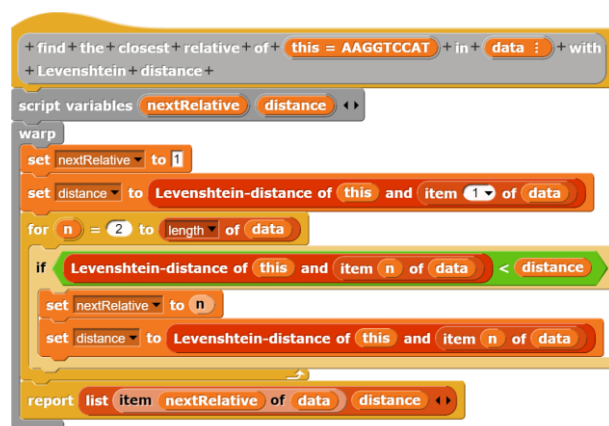 + find + the + closest + relative + of + this = AAGGTCCAT + in + data ⋮ + with
+ Levenshtein + distance +
script variables nextRelative distance
warp
set nextRelative to 1
set distance to Levenshtein-distance of this and item 1 of data
for n = 2 to length of data
if Levenshtein-distance of this and item n of data < distance
set nextRelative to n
set distance to Levenshtein-distance of this and item n of data
report list item nextRelative of data distance